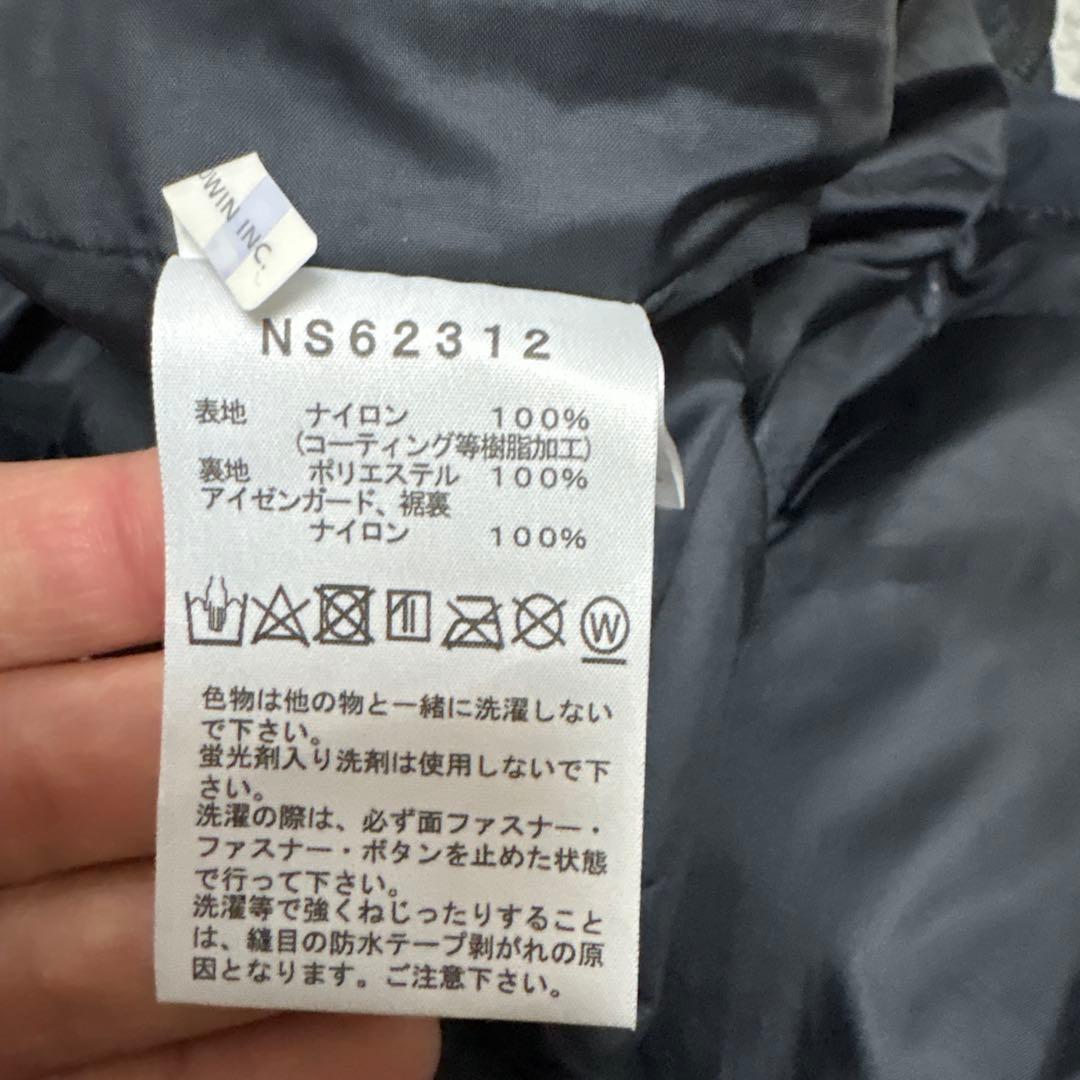 DWIN INC.
NS62312
表地 ナイロン 100%
(コーティング等樹脂加工)
裏地 ポリエステル 100%
アイゼンガード、裾裏
ナイロン 100%
W
色物は他の物と一緒に洗濯しない
で下さい。
蛍光剤入り洗剤は使用しないで下
さい。
洗濯の際は、必ず面ファスナー・
ファスナー・ボタンを止めた状態
で行って下さい。
洗濯等で強くねじったりすること
は、縫目の防水テープ剥がれの原
因となります。ご注意下さい。